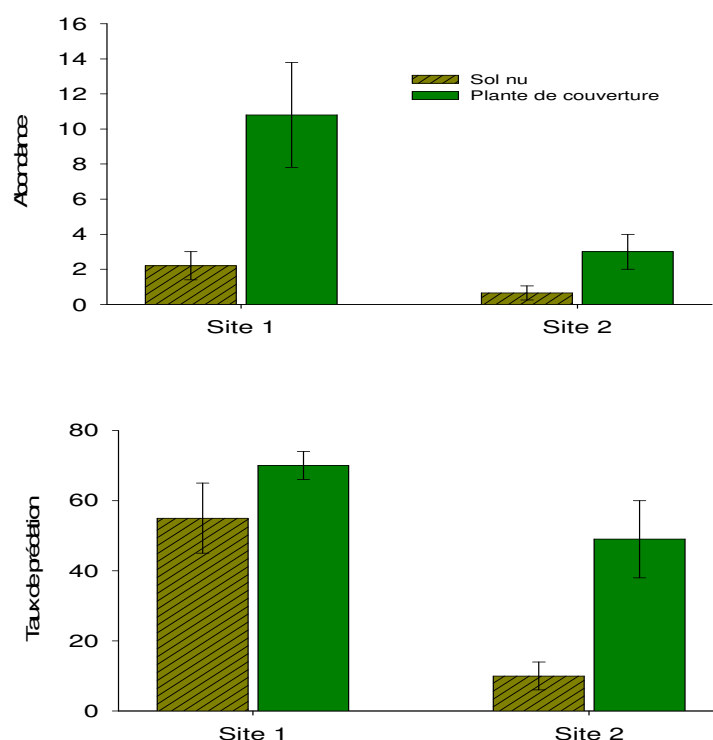 16
14
12
10
8
6
4
2
0
Abondance
Sol nu
Plante de couverture
Site 1
Site 2
80
60
40
20
0
Taux de prédation
Site 1
Site 2